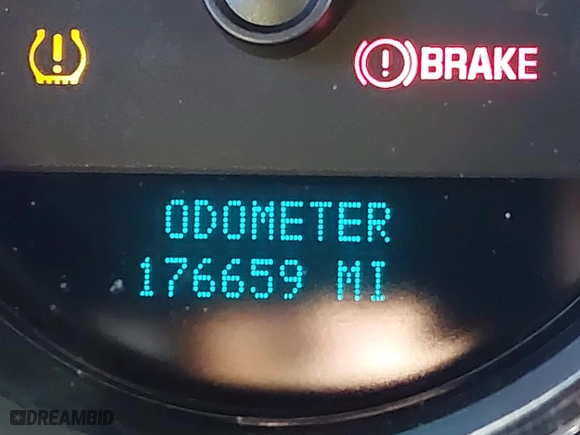 BRAKE
ODOMETER
176659 MI
DREAMBID